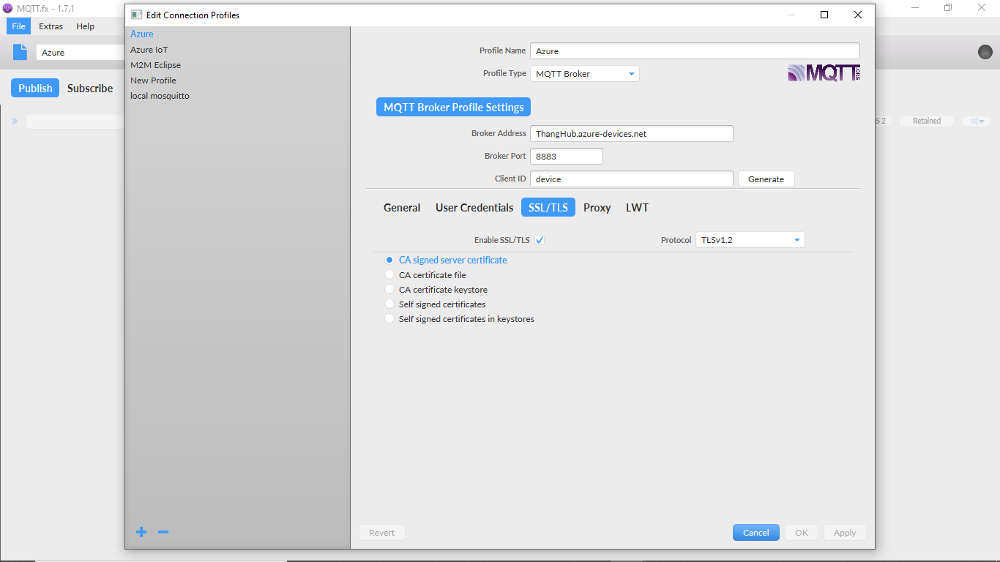 MQTT.fx - 1.7.1
File Extras Help
Azure
Publish Subscribe
Retained
Edit Connection Profiles
Azure
Azure IoT
M2M Eclipse
New Profile
local mosquitto
Profile Name Azure
Profile Type MQTT Broker
MQTT.ORG
MQTT Broker Profile Settings
Broker Address ThangHub.azure-devices.net
Broker Port 8883
Client ID device Generate
General User Credentials SSL/TLS Proxy LWT
Enable SSL/TLS Protocol TLSv1.2
CA signed server certificate
CA certificate file
CA certificate keystore
Self signed certificates
Self signed certificates in keystores
Revert Cancel OK Apply